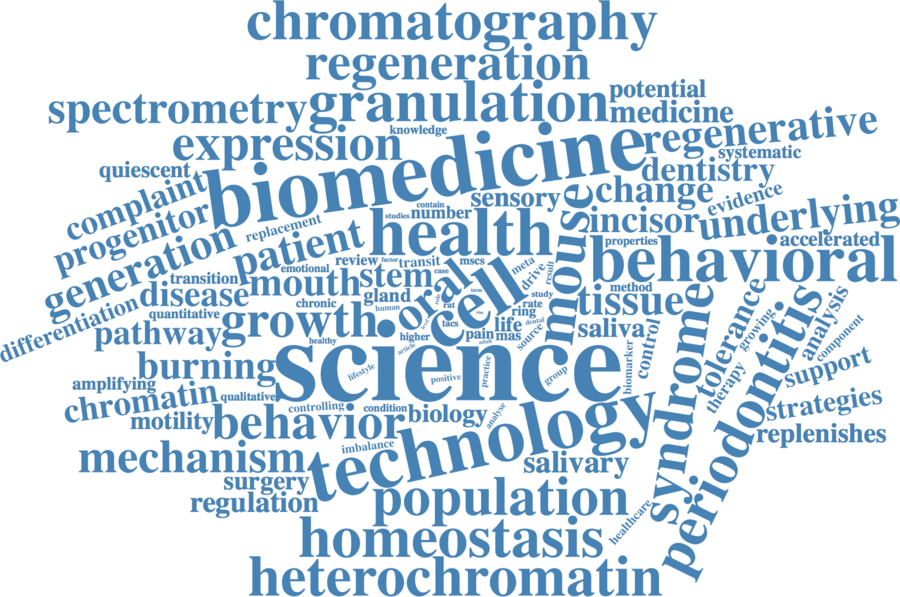 chromatography
regeneration
potential
spectrometry
granulation
medicine
knowledge
expression
regenerative
systematic
quiescent
biomedicine
dentistry
complaint
sensory
change
evidence
contain
progenitor
replacement
studies
number
health
mouse
incisor
underlying
generation
patient
properties
behavioral
accelerated
emotional
review
factor
transit
mscs
meta
drive
result
transition
mouth
stem
case
oral
cell
method
disease
gland
term
study
tissue
differentiation
quantitative
chronic
human
rat
rate
ring
pathway
growth
healthy
tacs
life
saliva
higher
pain
mas
source
dental
adult
article
science
control
syndrome
tolerance
growing
periodontitis
analysis
component
burning
lifestyle
positive
practice
group
biomarker
therapy
support
amplifying
chromatin
qualitative
controlling
condition
biology
analyse
strategies
motility
behavior
technology
replenishes
imbalance
mechanism
salivary
surgery
regulation
population
healthcare
homeostasis
heterochromatin